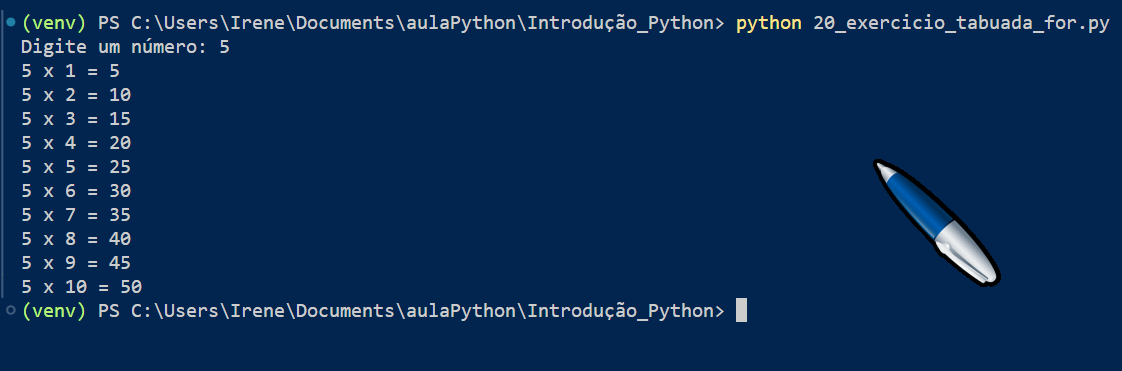 (venv) PS C:\Users\Irene\Documents\aulaPython\Introdução_Python> python 20_exercicio_tabuada_for.py
Digite um número: 5
5 x 1 = 5
5 x 2 = 10
5 x 3 = 15
5 x 4 = 20
5 x 5 = 25
5 x 6 = 30
5 x 7 = 35
5 x 8 = 40
5 x 9 = 45
5 x 10 = 50
(venv) PS C:\Users\Irene\Documents\aulaPython\Introdução_Python>